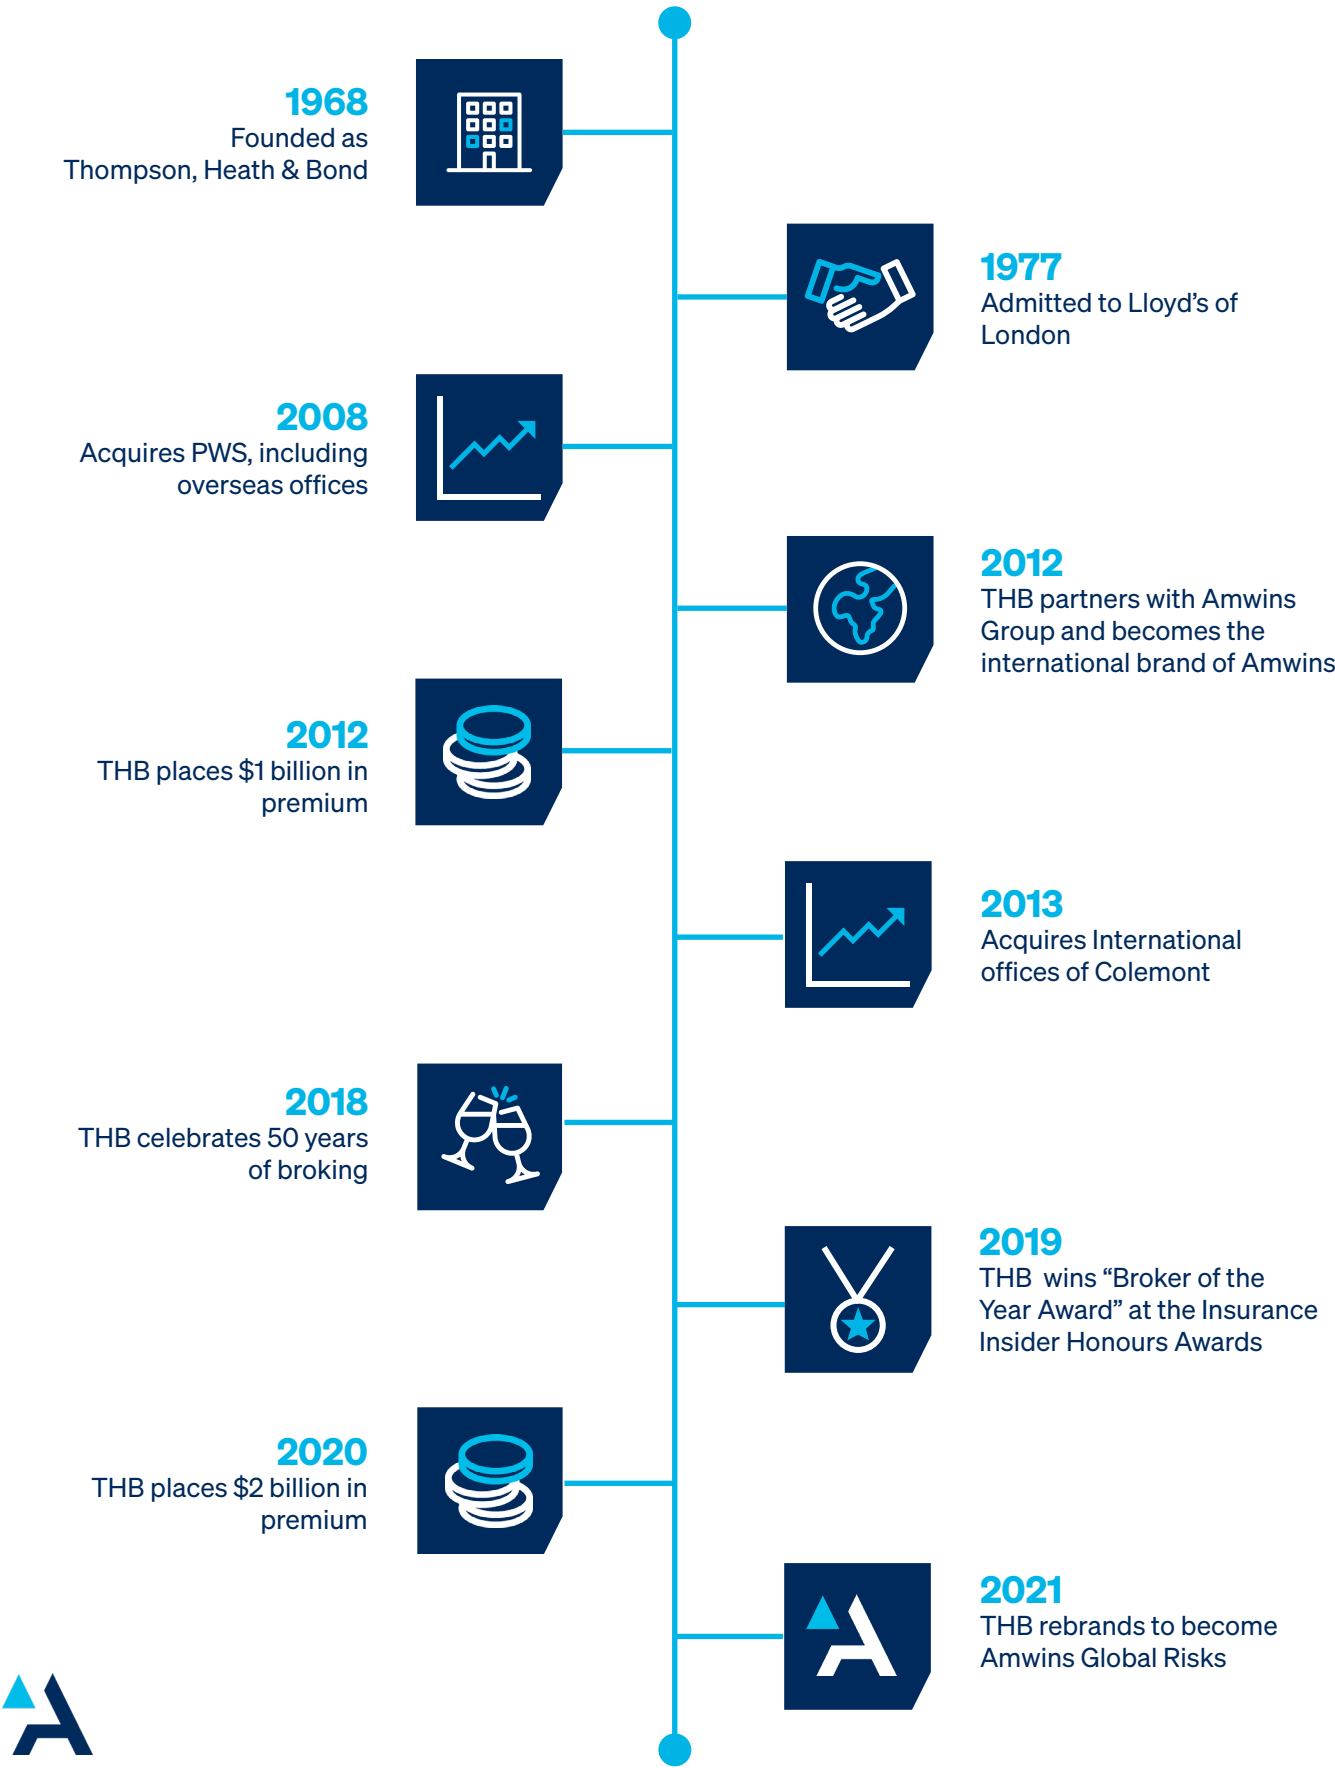 1968
Founded as
Thompson, Heath & Bond
1977
Admitted to Lloyd’s of
London
2008
Acquires PWS, including
overseas offices
2012
THB partners with Amwins
Group and becomes the
international brand of Amwins
2012
THB places $1 billion in
premium
2013
Acquires International
offices of Colemont
2018
THB celebrates 50 years
of broking
2019
THB wins “Broker of the
Year Award” at the Insurance
Insider Honours Awards
2020
THB places $2 billion in
premium
2021
THB rebrands to become
Amwins Global Risks